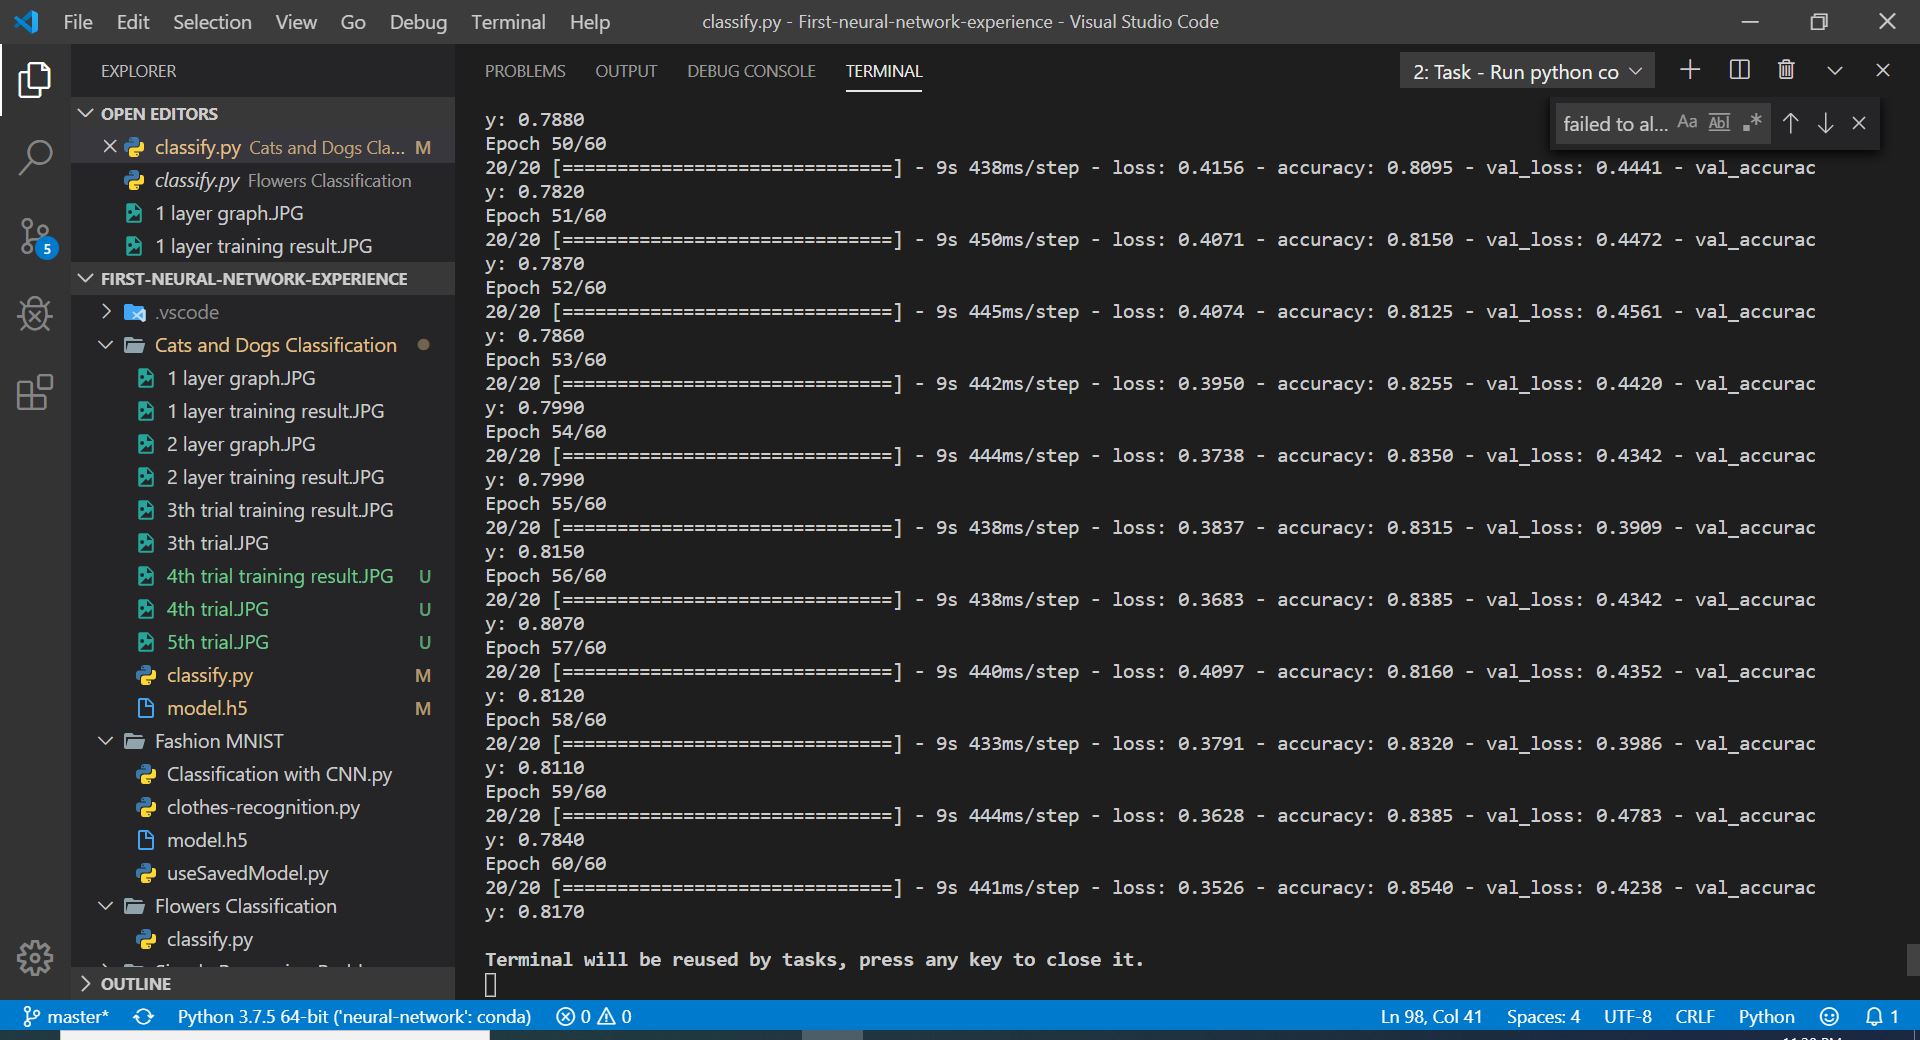 File Edit Selection View Go Debug Terminal Help classify.py - First-neural-network-experience - Visual Studio Code
EXPLORER
OPEN EDITORS
classify.py Cats and Dogs Cla... M
classify.py Flowers Classification
1 layer graph.JPG
1 layer training result.JPG
FIRST-NEURAL-NETWORK-EXPERIENCE
.vscode
Cats and Dogs Classification
1 layer graph.JPG
1 layer training result.JPG
2 layer graph.JPG
2 layer training result.JPG
3th trial training result.JPG
3th trial.JPG
4th trial training result.JPG U
4th trial.JPG U
5th trial.JPG U
classify.py M
model.h5 M
Fashion MNIST
Classification with CNN.py
clothes-recognition.py
model.h5
useSavedModel.py
Flowers Classification
classify.py
OUTLINE
5
PROBLEMS OUTPUT DEBUG CONSOLE TERMINAL 2: Task - Run python co
failed to al... Aa Abl .*
y: 0.7880
Epoch 50/60
20/20 [==============================] - 9s 438ms/step - loss: 0.4156 - accuracy: 0.8095 - val_loss: 0.4441 - val_accurac
y: 0.7820
Epoch 51/60
20/20 [==============================] - 9s 450ms/step - loss: 0.4071 - accuracy: 0.8150 - val_loss: 0.4472 - val_accurac
y: 0.7870
Epoch 52/60
20/20 [==============================] - 9s 445ms/step - loss: 0.4074 - accuracy: 0.8125 - val_loss: 0.4561 - val_accurac
y: 0.7860
Epoch 53/60
20/20 [==============================] - 9s 442ms/step - loss: 0.3950 - accuracy: 0.8255 - val_loss: 0.4420 - val_accurac
y: 0.7990
Epoch 54/60
20/20 [==============================] - 9s 444ms/step - loss: 0.3738 - accuracy: 0.8350 - val_loss: 0.4342 - val_accurac
y: 0.7990
Epoch 55/60
20/20 [==============================] - 9s 438ms/step - loss: 0.3837 - accuracy: 0.8315 - val_loss: 0.3909 - val_accurac
y: 0.8150
Epoch 56/60
20/20 [==============================] - 9s 438ms/step - loss: 0.3683 - accuracy: 0.8385 - val_loss: 0.4342 - val_accurac
y: 0.8070
Epoch 57/60
20/20 [==============================] - 9s 440ms/step - loss: 0.4097 - accuracy: 0.8160 - val_loss: 0.4352 - val_accurac
y: 0.8120
Epoch 58/60
20/20 [==============================] - 9s 433ms/step - loss: 0.3791 - accuracy: 0.8320 - val_loss: 0.3986 - val_accurac
y: 0.8110
Epoch 59/60
20/20 [==============================] - 9s 444ms/step - loss: 0.3628 - accuracy: 0.8385 - val_loss: 0.4783 - val_accurac
y: 0.7840
Epoch 60/60
20/20 [==============================] - 9s 441ms/step - loss: 0.3526 - accuracy: 0.8540 - val_loss: 0.4238 - val_accurac
y: 0.8170
Terminal will be reused by tasks, press any key to close it.
master* Python 3.7.5 64-bit ('neural-network': conda) 0 0 Ln 98, Col 41 Spaces: 4 UTF-8 CRLF Python 1